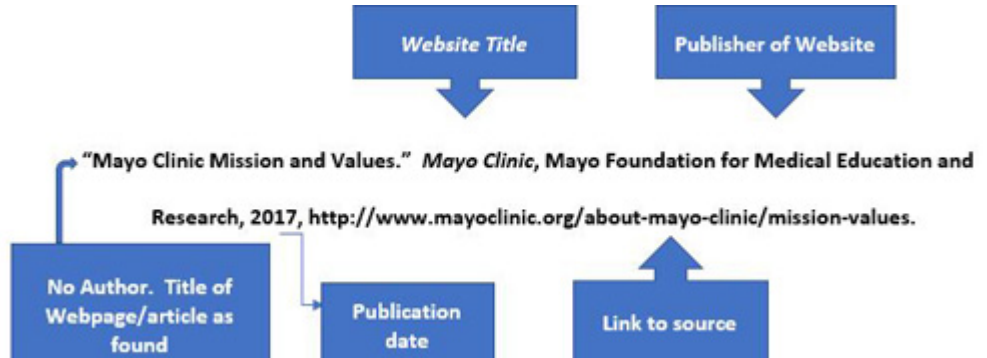 Website Title
Publisher of Website
“Mayo Clinic Mission and Values.” Mayo Clinic, Mayo Foundation for Medical Education and
Research, 2017, http://www.mayoclinic.org/about-mayo-clinic/mission-values.
No Author. Title of
Webpage/article as
found
Publication
date
Link to source